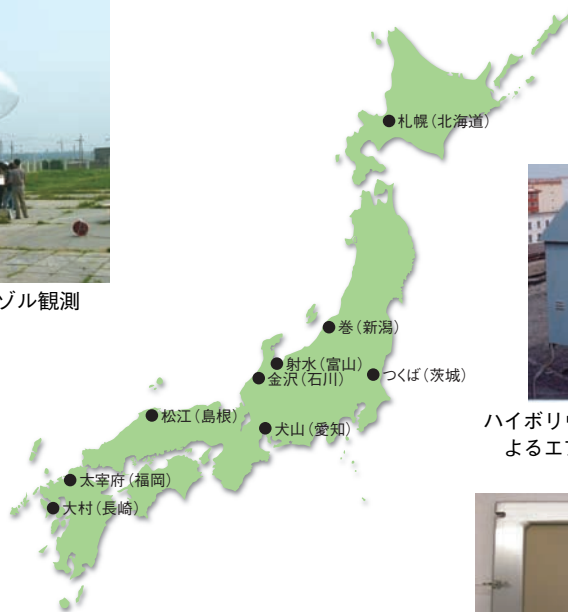 札幌（北海道）
ゾル観測
巻（新潟）
射水（富山）
金沢（石川）
つくば（茨城）
松江（島根）
犬山（愛知）
ハイボリ
よるエア
太宰府（福岡）
大村（長崎）